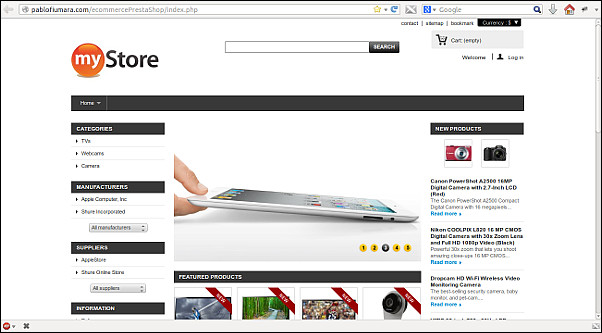 pablofiumara.com/ecommercePrestaShop/index.php
Google
contact | sitemap | bookmark
Currency : $
my Store
SEARCH
Cart: (empty)
Welcome
Log in
Home
CATEGORIES
TVs
Webcams
Camera
MANUFACTURERS
Apple Computer, Inc
Shure Incorporated
All manufacturers
SUPPLIERS
AppleStore
Shure Online Store
All suppliers
INFORMATION
1 2 3 4 5
FEATURED PRODUCTS
NEW
NEW
NEW
NEW
NEW PRODUCTS
Canon PowerShot A2500 16MP
Digital Camera with 2.7-Inch LCD
(Red)
The Canon PowerShot A2500 Compact
Digital Camera with 16 megapixels...
Read more »
Nikon COOLPIX L820 16 MP CMOS
Digital Camera with 30x Zoom Lens
and Full HD 1080p Video (Black)
Powerful 30x zoom that lets you shoot
amazing close-ups 16 MP CMOS...
Read more »
Dropcam HD Wi-Fi Wireless Video
Monitoring Camera
The best-selling security camera, baby
monitor, and pet-cam....
Read more »